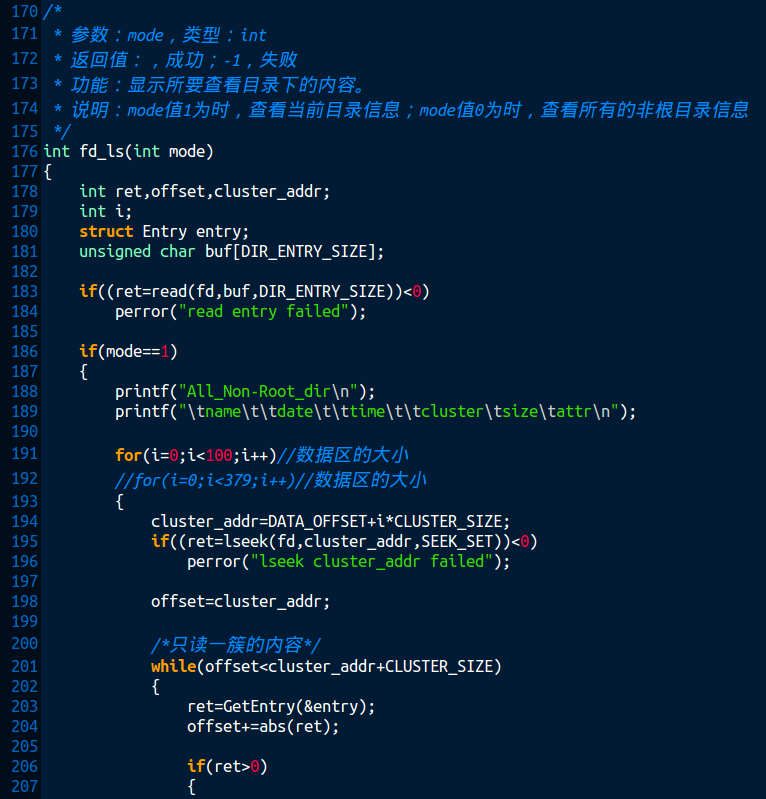 170 /*
171  * 参数：mode，类型：int
172  * 返回值：，成功；-1，失败
173  * 功能：显示所要查看目录下的内容。
174  * 说明：mode值1为时，查看当前目录信息；mode值0为时，查看所有的非根目录信息
175  */
176 int fd_ls(int mode)
177 {
178     int ret,offset,cluster_addr;
179     int i;
180     struct Entry entry;
181     unsigned char buf[DIR_ENTRY_SIZE];
182
183     if((ret=read(fd,buf,DIR_ENTRY_SIZE))<0)
184         perror("read entry failed");
185
186     if(mode==1)
187     {
188         printf("All_Non-Root_dir\n");
189         printf("\tname\t\tdate\t\ttime\t\tcluster\tsize\tattr\n");
190
191         for(i=0;i<100;i++)//数据区的大小
192         //for(i=0;i<379;i++)//数据区的大小
193         {
194             cluster_addr=DATA_OFFSET+i*CLUSTER_SIZE;
195             if((ret=lseek(fd,cluster_addr,SEEK_SET))<0)
196                 perror("lseek cluster_addr failed");
197
198             offset=cluster_addr;
199
200             /*只读一簇的内容*/
201             while(offset<cluster_addr+CLUSTER_SIZE)
202             {
203                 ret=GetEntry(&entry);
204                 offset+=abs(ret);
205
206                 if(ret>0)
207                 {